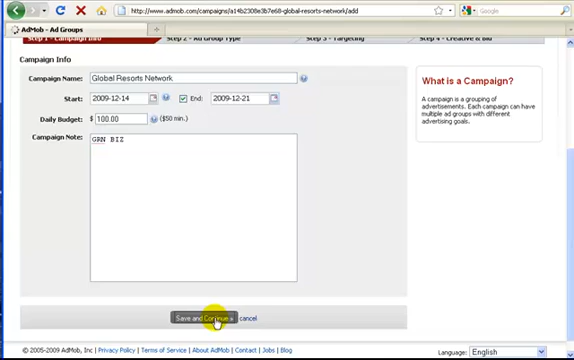 http://www.admob.com/campaigns/a14b2308e3b7e68-global-resorts-network/add
Google
AdMob - Ad Groups
Step 1 - Campaign Info
Step 2 - Ad Group Type
Step 3 - Targeting
Step 4 - Creative & Bid
Campaign Info
Campaign Name: Global Resorts Network
Start: 2009-12-14 End: 2009-12-21
Daily Budget: $ 100.00 ($50 min.)
Campaign Note: GRN BIZ
What is a Campaign?
A campaign is a grouping of
advertisements. Each campaign can have
multiple ad groups with different
advertising goals.
Save and Continue » cancel
© 2005-2009 AdMob, Inc | Privacy Policy | Terms of Service | About AdMob | Contact | Jobs | Blog
Language: English